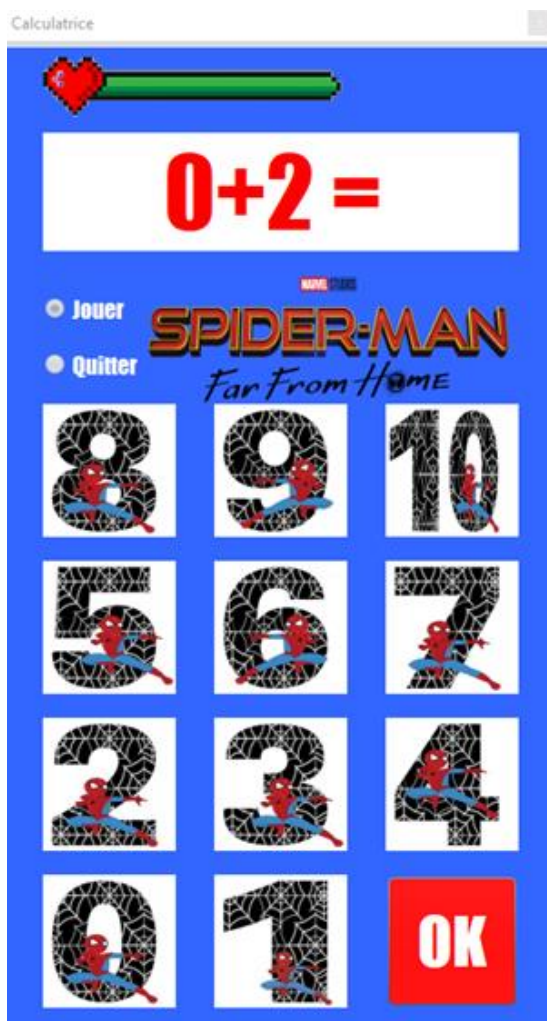 Calculatrice
0+2 =
MARVEL STUDIOS
Jouer
SPIDER-MAN
Quitter
Far From Home
8 9 10
5 6 7
2 3 4
0 1 OK